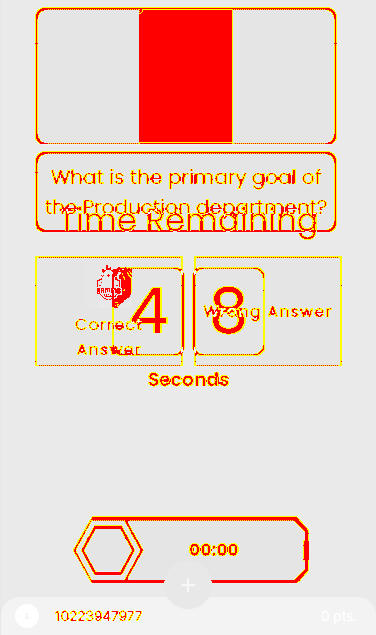 What is the primary goal of
the Production department?
Time Remaining
4 8
Correct
Answer
Wrong Answer
Seconds
00:00
+
10223947977
0 pts.